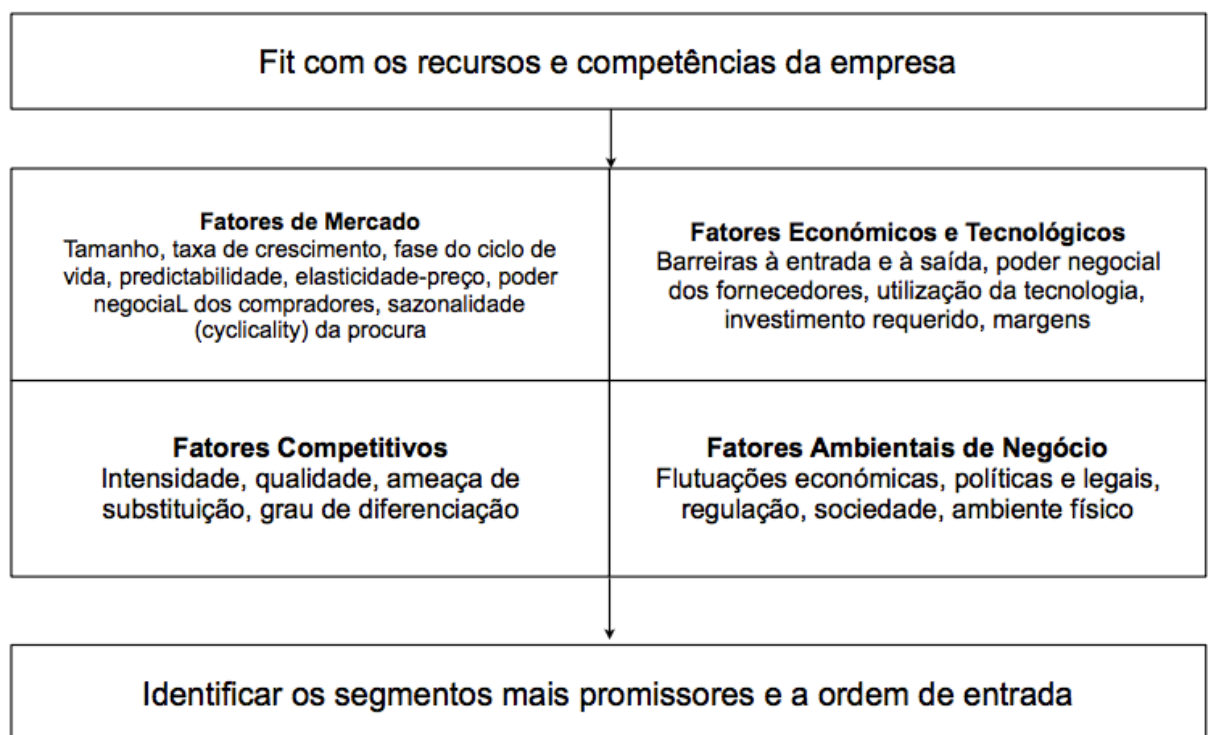 Fit com os recursos e competências da empresa
Fatores de Mercado
Tamanho, taxa de crescimento, fase do ciclo de
vida, predictabilidade, elasticidade-preço, poder
negociaL dos compradores, sazonalidade
(cyclicality) da procura
Fatores Económicos e Tecnológicos
Barreiras à entrada e à saída, poder negocial
dos fornecedores, utilização da tecnologia,
investimento requerido, margens
Fatores Competitivos
Intensidade, qualidade, ameaça de
substituição, grau de diferenciação
Fatores Ambientais de Negócio
Flutuações económicas, políticas e legais,
regulação, sociedade, ambiente físico
Identificar os segmentos mais promissores e a ordem de entrada